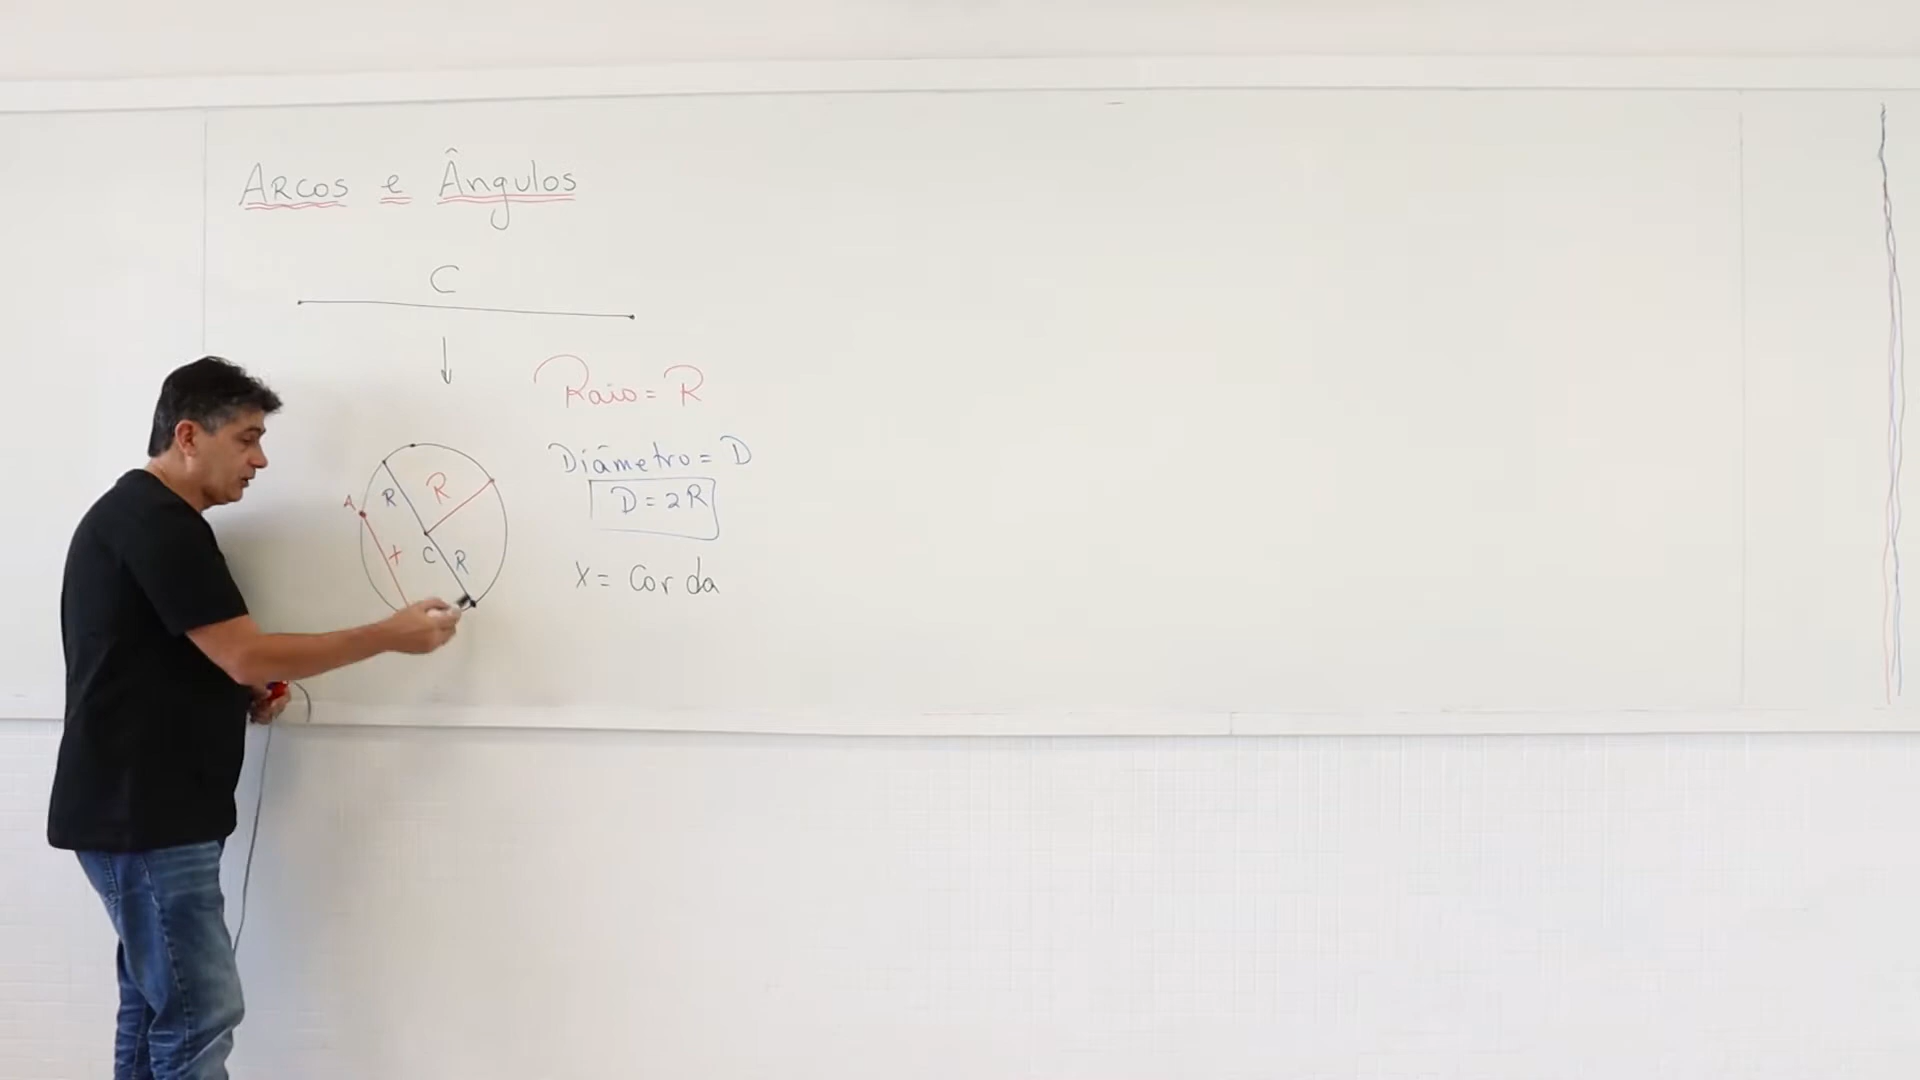 Arcos e Ângulos
C
Raio = R
Diâmetro = D
D = 2R
X = Corda
R
R
A
x
C
R